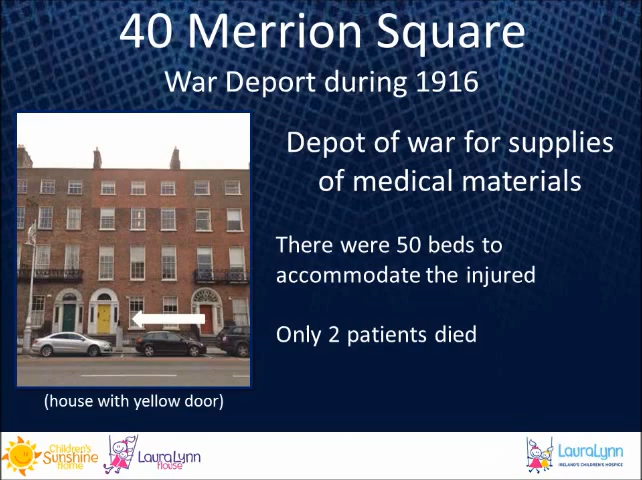 40 Merrion Square
War Deport during 1916
Depot of war for supplies
of medical materials
There were 50 beds to
accommodate the injured
Only 2 patients died
(house with yellow door)
Children's
Sunshine
Home
LauraLynn
House
LauraLynn
IRELAND'S CHILDREN'S HOSPICE